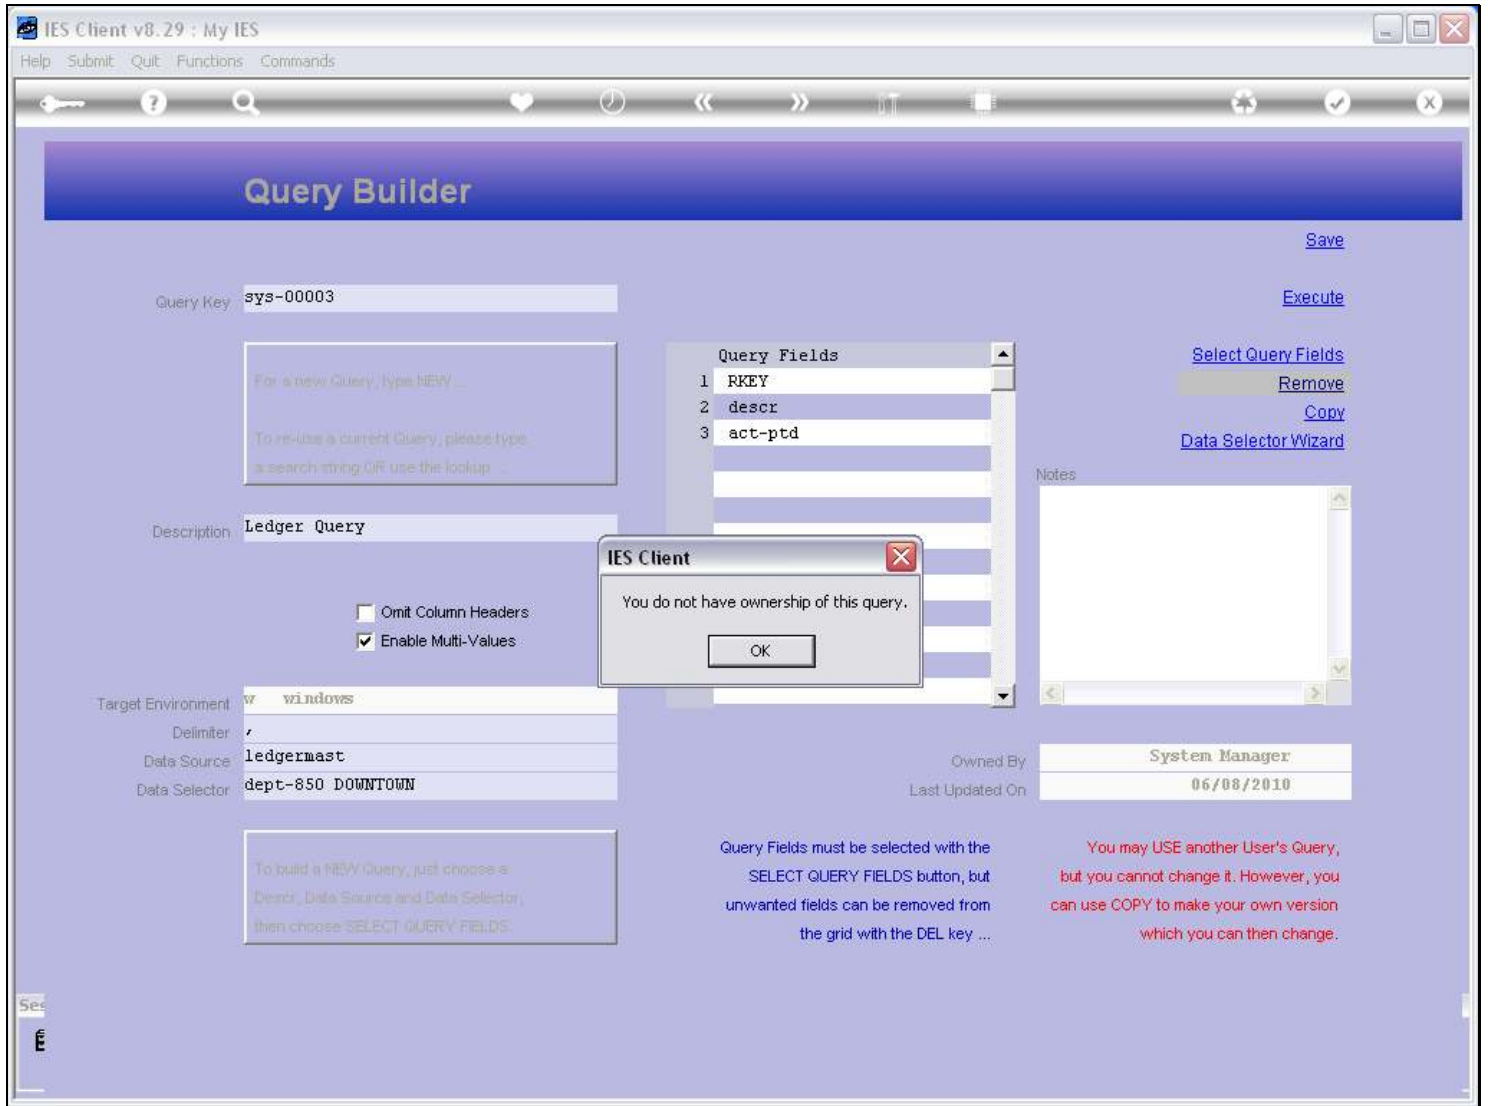 IES Client v8.29 : My IES
Help Submit Quit Functions Commands
Query Builder
Save
Query Key sys-00003
Execute
For a new Query, type NEW ...
To re-use a current Query, please type
a search string OR use the lookup ...
Query Fields
1 RKEY
2 descr
3 act-ptd
Select Query Fields
Remove
Copy
Data Selector Wizard
Notes
Description Ledger Query
Omit Column Headers
Enable Multi-Values
IES Client
You do not have ownership of this query.
OK
Target Environment w windows
Delimiter ,
Data Source ledgermast
Data Selector dept-850 DOWNTOWN
Owned By System Manager
Last Updated On 06/08/2010
To build a NEW Query, just choose a
Descr, Data Source and Data Selector,
then choose SELECT QUERY FIELDS.
Query Fields must be selected with the
SELECT QUERY FIELDS button, but
unwanted fields can be removed from
the grid with the DEL key ...
You may USE another User's Query,
but you cannot change it. However, you
can use COPY to make your own version
which you can then change.
Ses